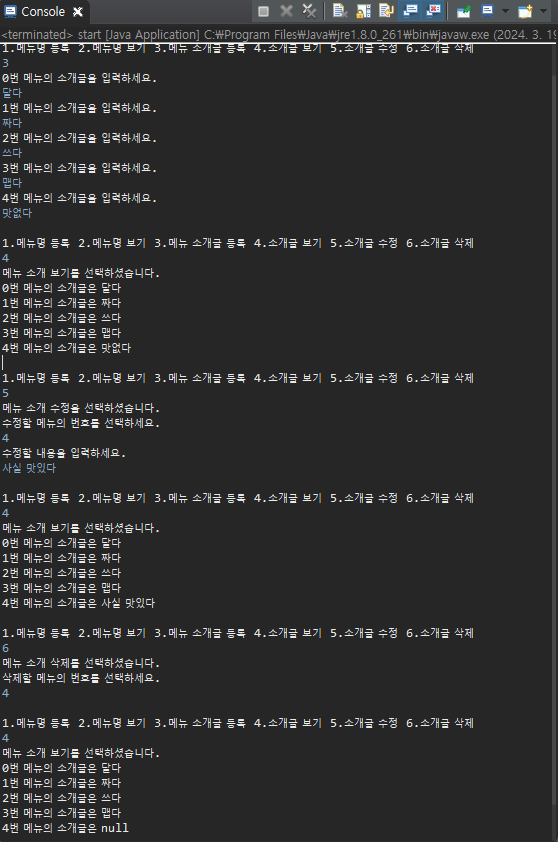 Console
<terminated> start [Java Application] C:₩Program Files₩Java₩jre1.8.0_261₩bin₩javaw.exe (2024. 3. 19
1.메뉴명 등록 2.메뉴명 보기 3.메뉴 소개글 등록 4.소개글 보기 5.소개글 수정 6.소개글 삭제
3
0번 메뉴의 소개글을 입력하세요.
달다
1번 메뉴의 소개글을 입력하세요.
짜다
2번 메뉴의 소개글을 입력하세요.
쓰다
3번 메뉴의 소개글을 입력하세요.
맵다
4번 메뉴의 소개글을 입력하세요.
맛없다
1.메뉴명 등록 2.메뉴명 보기 3.메뉴 소개글 등록 4.소개글 보기 5.소개글 수정 6.소개글 삭제
4
메뉴 소개 보기를 선택하셨습니다.
0번 메뉴의 소개글은 달다
1번 메뉴의 소개글은 짜다
2번 메뉴의 소개글은 쓰다
3번 메뉴의 소개글은 맵다
4번 메뉴의 소개글은 맛없다
1.메뉴명 등록 2.메뉴명 보기 3.메뉴 소개글 등록 4.소개글 보기 5.소개글 수정 6.소개글 삭제
5
메뉴 소개 수정을 선택하셨습니다.
수정할 메뉴의 번호를 선택하세요.
4
수정할 내용을 입력하세요.
사실 맛있다
1.메뉴명 등록 2.메뉴명 보기 3.메뉴 소개글 등록 4.소개글 보기 5.소개글 수정 6.소개글 삭제
4
메뉴 소개 보기를 선택하셨습니다.
0번 메뉴의 소개글은 달다
1번 메뉴의 소개글은 짜다
2번 메뉴의 소개글은 쓰다
3번 메뉴의 소개글은 맵다
4번 메뉴의 소개글은 사실 맛있다
1.메뉴명 등록 2.메뉴명 보기 3.메뉴 소개글 등록 4.소개글 보기 5.소개글 수정 6.소개글 삭제
6
메뉴 소개 삭제를 선택하셨습니다.
삭제할 메뉴의 번호를 선택하세요.
4
1.메뉴명 등록 2.메뉴명 보기 3.메뉴 소개글 등록 4.소개글 보기 5.소개글 수정 6.소개글 삭제
4
메뉴 소개 보기를 선택하셨습니다.
0번 메뉴의 소개글은 달다
1번 메뉴의 소개글은 짜다
2번 메뉴의 소개글은 쓰다
3번 메뉴의 소개글은 맵다
4번 메뉴의 소개글은 null